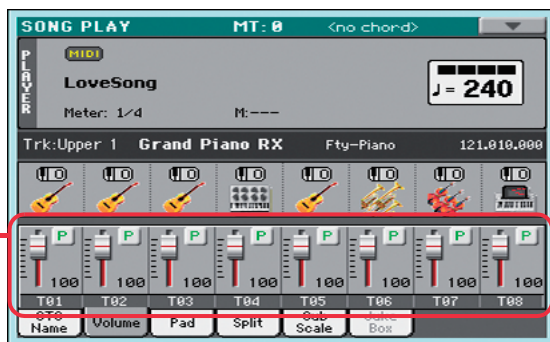 SONG PLAY MT: 0 <no chord>
PLAYER
MIDI
LoveSong
♩= 240
Meter: 1/4 M:---
Trk:Upper 1 Grand Piano RX Fty-Piano 121.010.000
P P P P P P P P
100 100 100 100 100 100 100 100
T01 T02 T03 T04 T05 T06 T07 T08
STS Name Volume Pad Split Sub Scale Juke Box